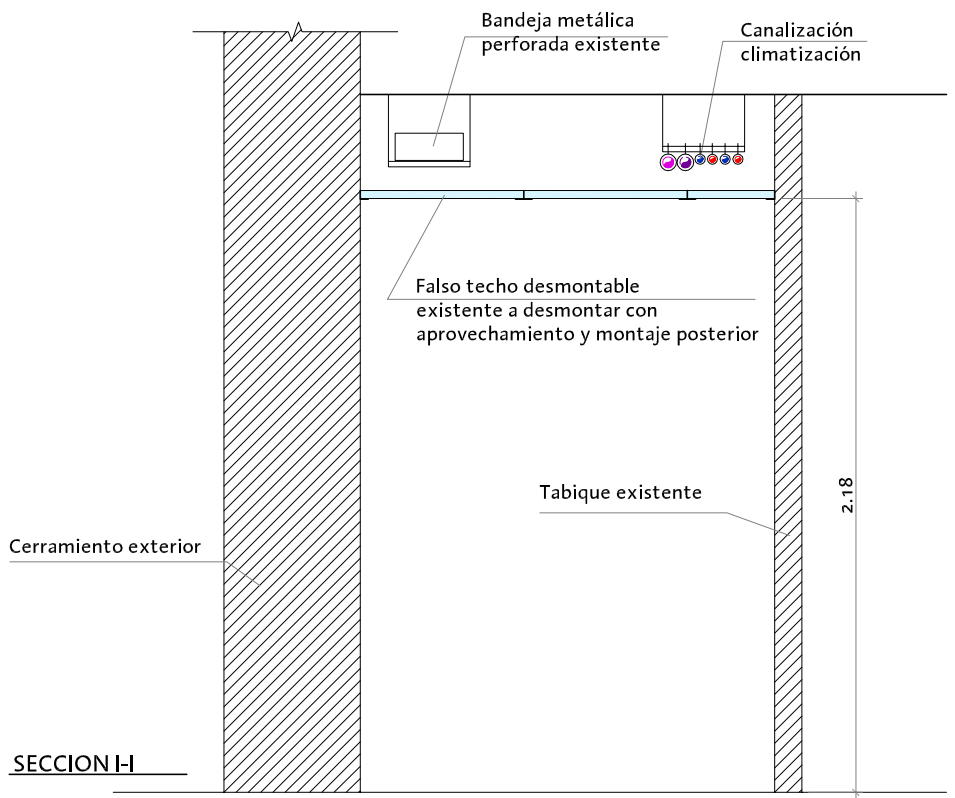 Bandeja metálica
perforada existente
Canalización
climatización
Falso techo desmontable
existente a desmontar con
aprovechamiento y montaje posterior
2.18
Tabique existente
Cerramiento exterior
SECCION I-I